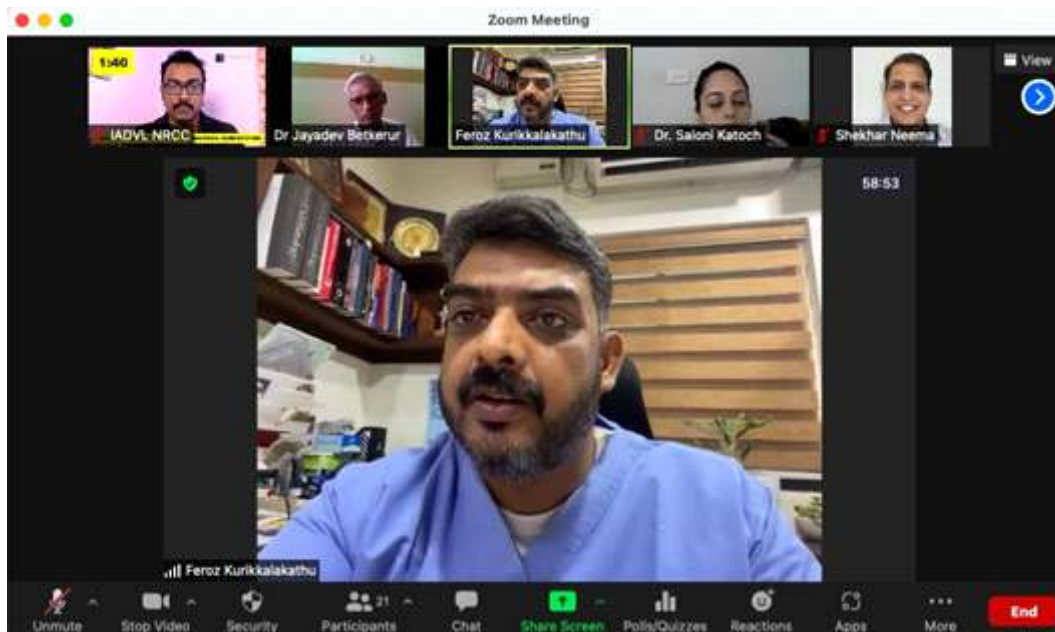 Zoom Meeting
1:40
IADVL NRCC
Dr Jayadev Betkerur
Feroz Kurikkalakathu
Dr. Saloni Katoch
Shekhar Neema
View
58:53
Feroz Kurikkalakathu
Unmute
Stop Video
Security
21
Participants
Chat
Share Screen
Polls/Quizzes
Reactions
Apps
More
End